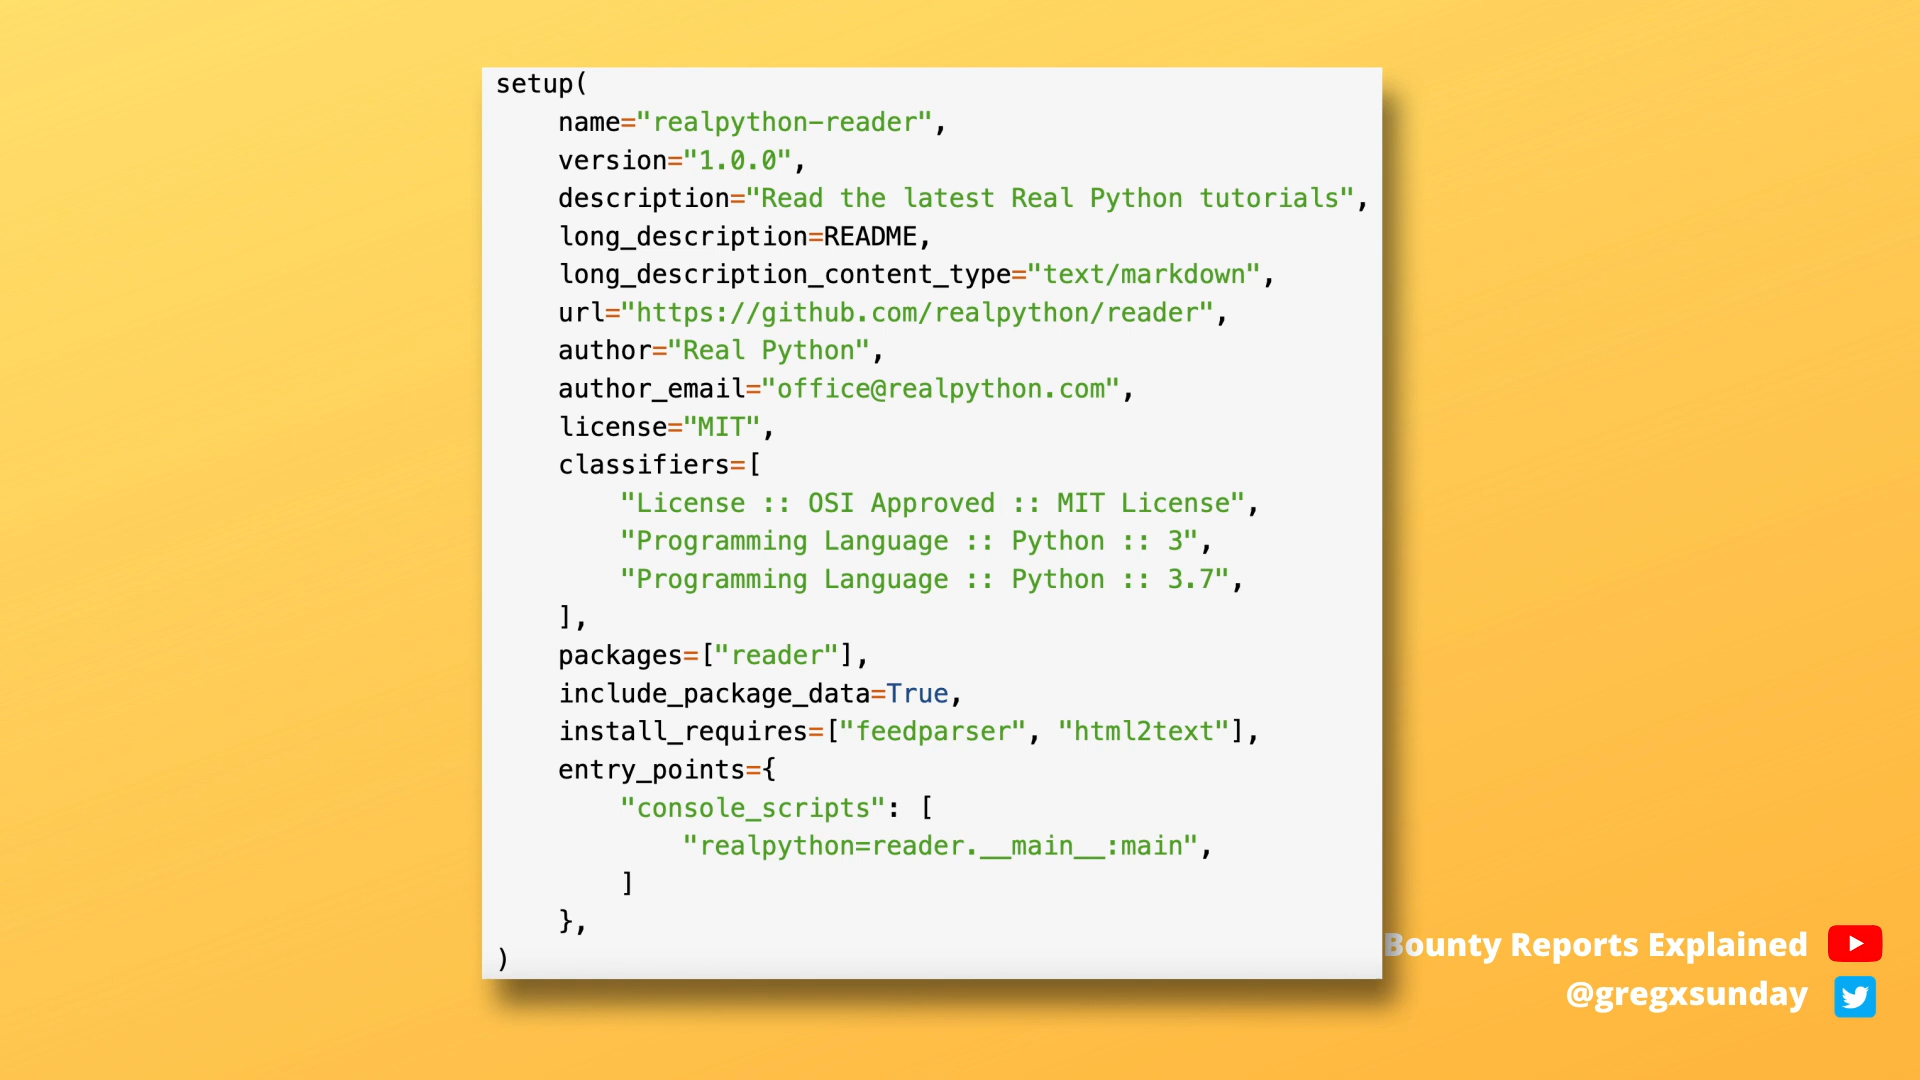 setup(
    name="realpython-reader",
    version="1.0.0",
    description="Read the latest Real Python tutorials",
    long_description=README,
    long_description_content_type="text/markdown",
    url="https://github.com/realpython/reader",
    author="Real Python",
    author_email="office@realpython.com",
    license="MIT",
    classifiers=[
        "License :: OSI Approved :: MIT License",
        "Programming Language :: Python :: 3",
        "Programming Language :: Python :: 3.7",
    ],
    packages=["reader"],
    include_package_data=True,
    install_requires=["feedparser", "html2text"],
    entry_points={
        "console_scripts": [
            "realpython=reader.__main__:main",
        ]
    },
)
Bounty Reports Explained
@gregxsunday